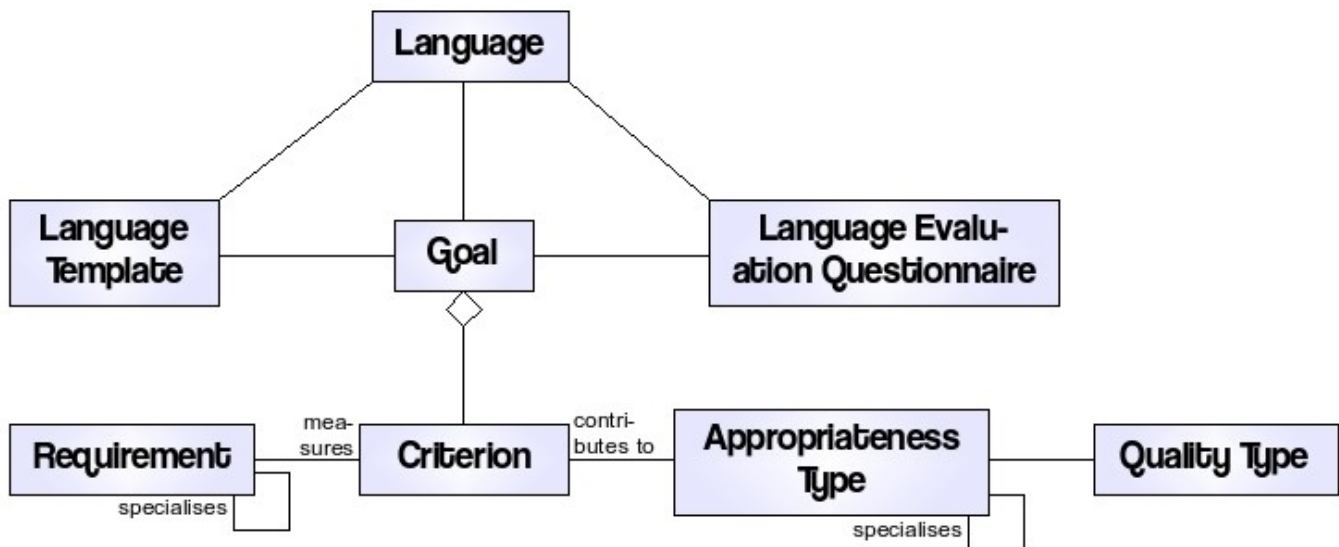 Language
Language
Template
Goal
Language Evalu-
ation Questionnaire
Requirement
mea-
sures
Criterion
contri-
butes to
Appropriateness
Type
Quality Type
specialises
specialises